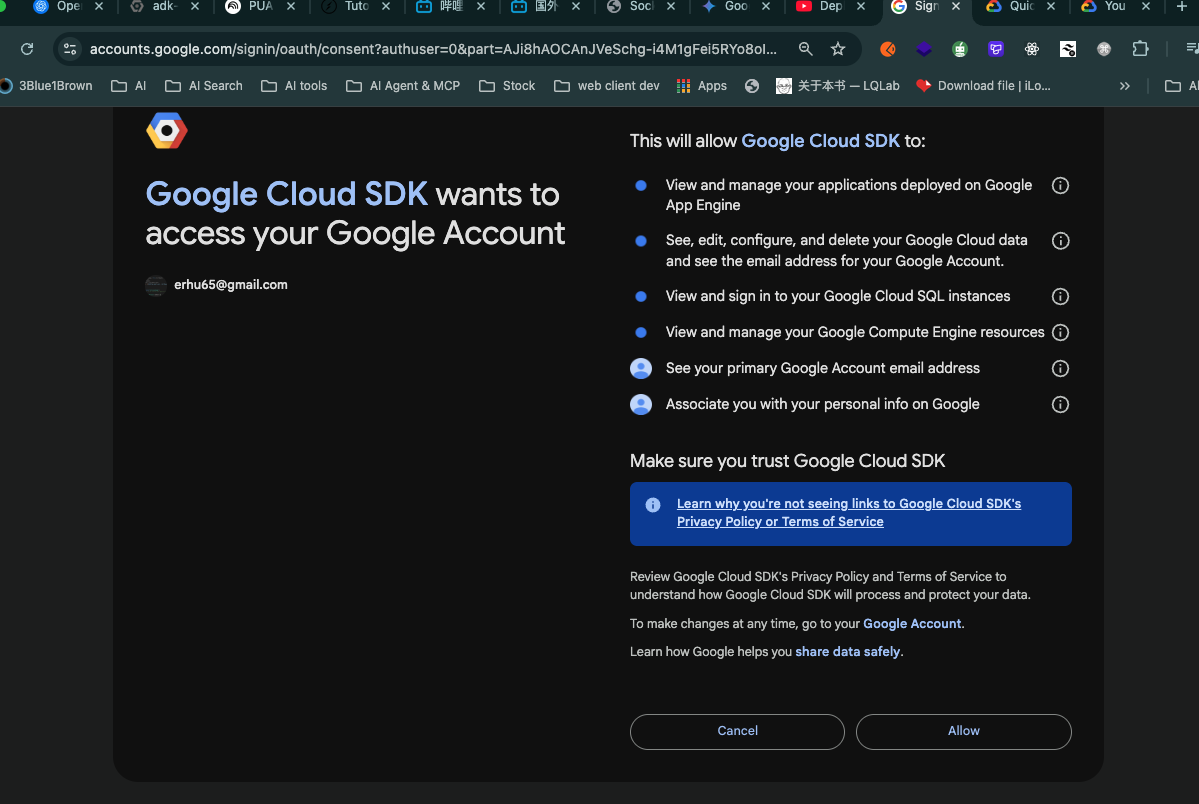 Ope
adk-
PUA
Tuto
哔哩
国外
Soci
Goo
Depl
Sign
Quic
You
accounts.google.com/signin/oauth/consent?authuser=0&part=AJi8hAOCAnJVeSchg-i4M1gFei5RYo8oI...
3Blue1Brown
AI
AI Search
AI tools
AI Agent & MCP
Stock
web client dev
Apps
关于本书 — LQLab
Download file | iLo...
AI
Google Cloud SDK wants to
access your Google Account
erhu65@gmail.com
This will allow Google Cloud SDK to:
View and manage your applications deployed on Google
App Engine
See, edit, configure, and delete your Google Cloud data
and see the email address for your Google Account.
View and sign in to your Google Cloud SQL instances
View and manage your Google Compute Engine resources
See your primary Google Account email address
Associate you with your personal info on Google
Make sure you trust Google Cloud SDK
Learn why you're not seeing links to Google Cloud SDK's
Privacy Policy or Terms of Service
Review Google Cloud SDK's Privacy Policy and Terms of Service to
understand how Google Cloud SDK will process and protect your data.
To make changes at any time, go to your Google Account.
Learn how Google helps you share data safely.
Cancel
Allow